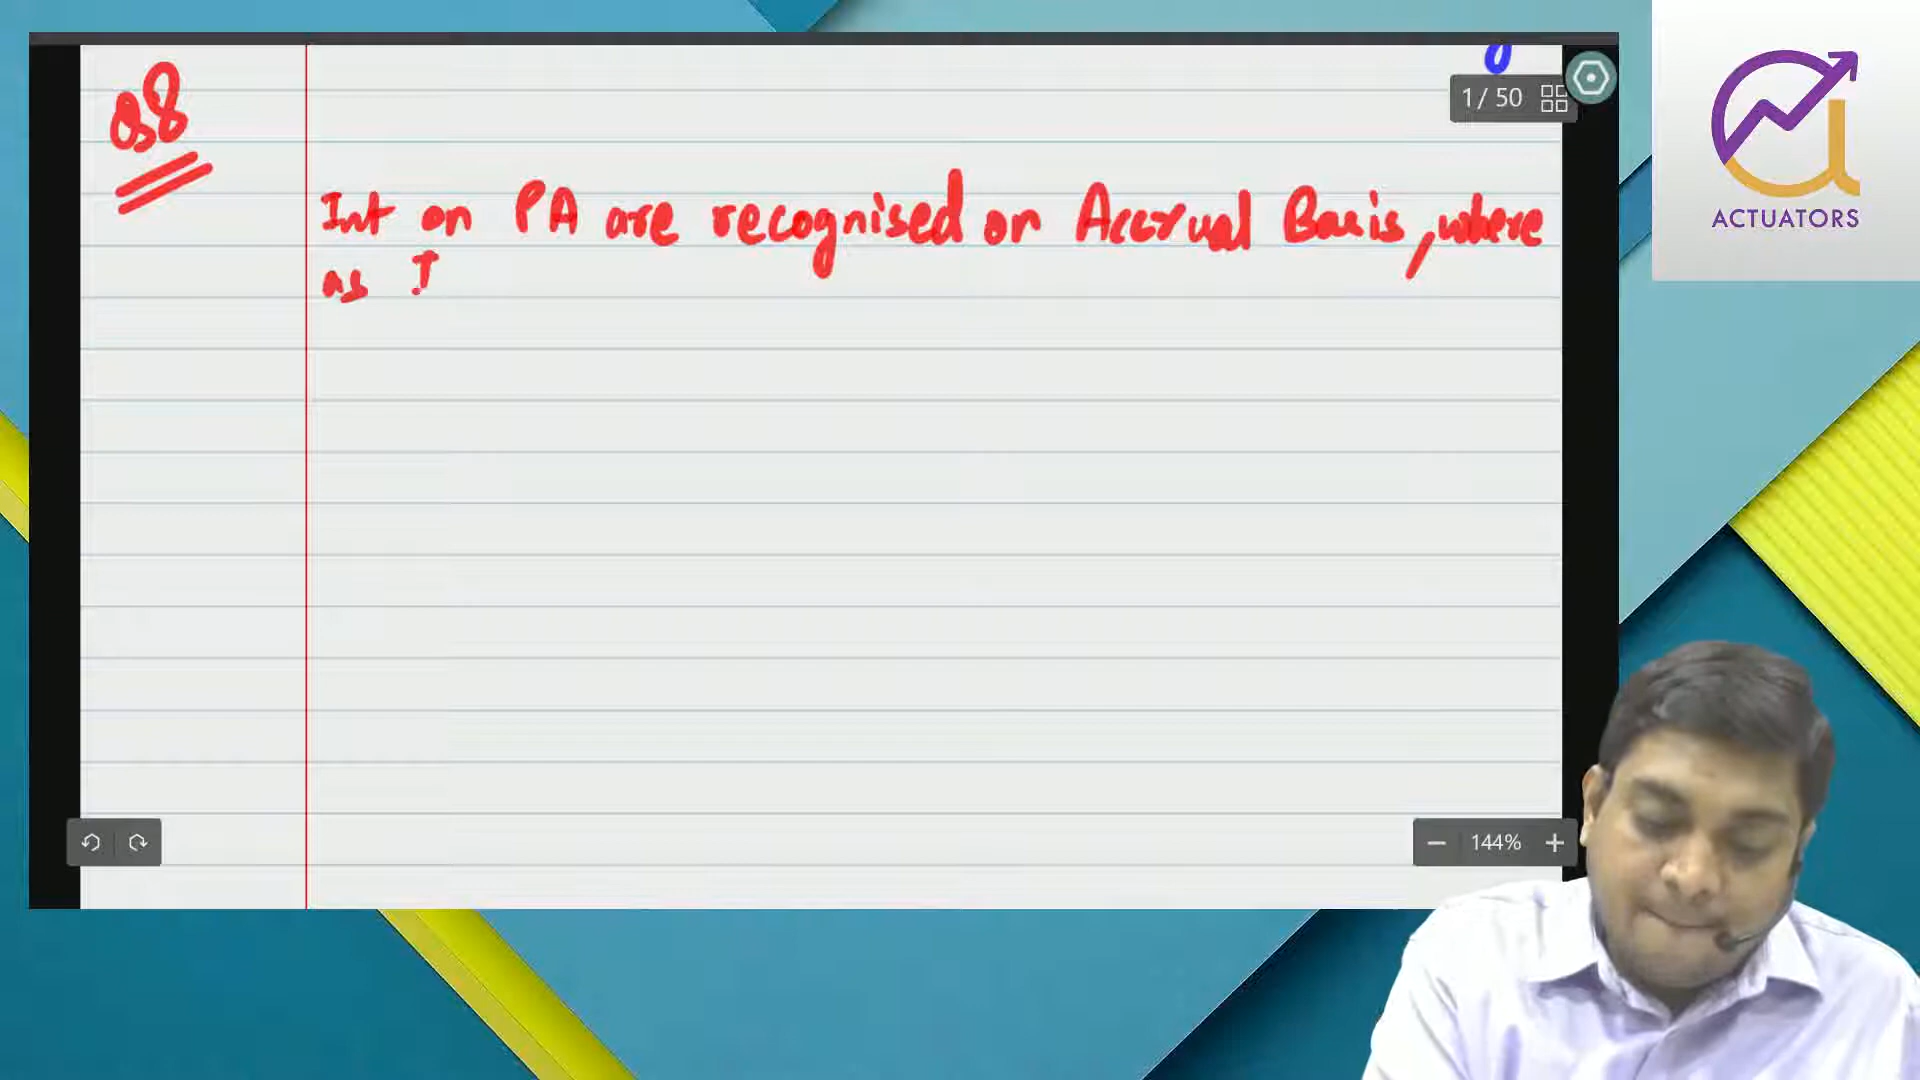 Q8
1 / 50
ACTUATORS
Int on PA are recognised on Accrual Basis, where
as I
144%